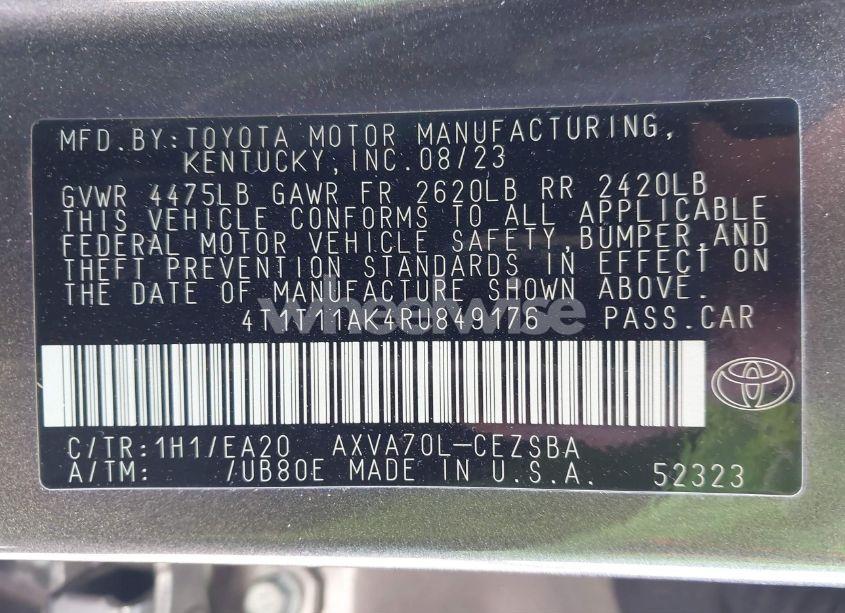 MFD.BY:TOYOTA MOTOR MANUFACTURING,
KENTUCKY,INC.08/23
GVWR 4475LB GAWR FR 2620LB RR 2420LB
THIS VEHICLE CONFORMS TO ALL APPLICABLE
FEDERAL MOTOR VEHICLE SAFETY,BUMPER,AND
THEFT PREVENTION STANDARDS IN EFFECT ON
THE DATE OF MANUFACTURE SHOWN ABOVE.
wheelwise
4T1T11AK4RU849176 PASS.CAR
C/TR:1H1/EA20 AXVA70L-CEZSBA
A/TM: /UB80E MADE IN U.S.A. 52323